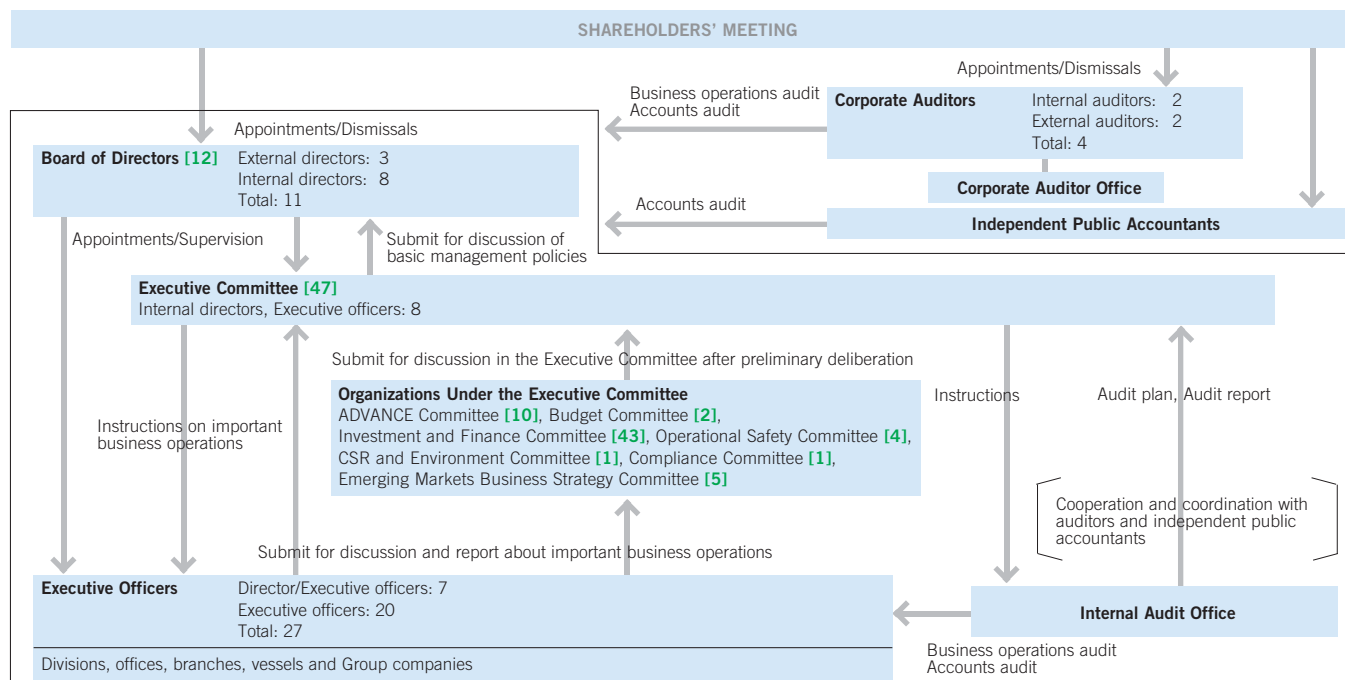 SHAREHOLDERS' MEETING
Appointments/Dismissals
Business operations audit
Accounts audit
Corporate Auditors
Internal auditors: 2
External auditors: 2
Total: 4
Appointments/Dismissals
Board of Directors [12]
External directors: 3
Internal directors: 8
Total: 11
Corporate Auditor Office
Accounts audit
Independent Public Accountants
Appointments/Supervision
Submit for discussion of
basic management policies
Executive Committee [47]
Internal directors, Executive officers: 8
Submit for discussion in the Executive Committee after preliminary deliberation
Organizations Under the Executive Committee
ADVANCE Committee [10], Budget Committee [2],
Investment and Finance Committee [43], Operational Safety Committee [4],
CSR and Environment Committee [1], Compliance Committee [1],
Emerging Markets Business Strategy Committee [5]
Instructions
Audit plan, Audit report
Instructions on important
business operations
Cooperation and coordination with
auditors and independent public
accountants
Submit for discussion and report about important business operations
Executive Officers
Director/Executive officers: 7
Executive officers: 20
Total: 27
Internal Audit Office
Business operations audit
Accounts audit
Divisions, offices, branches, vessels and Group companies